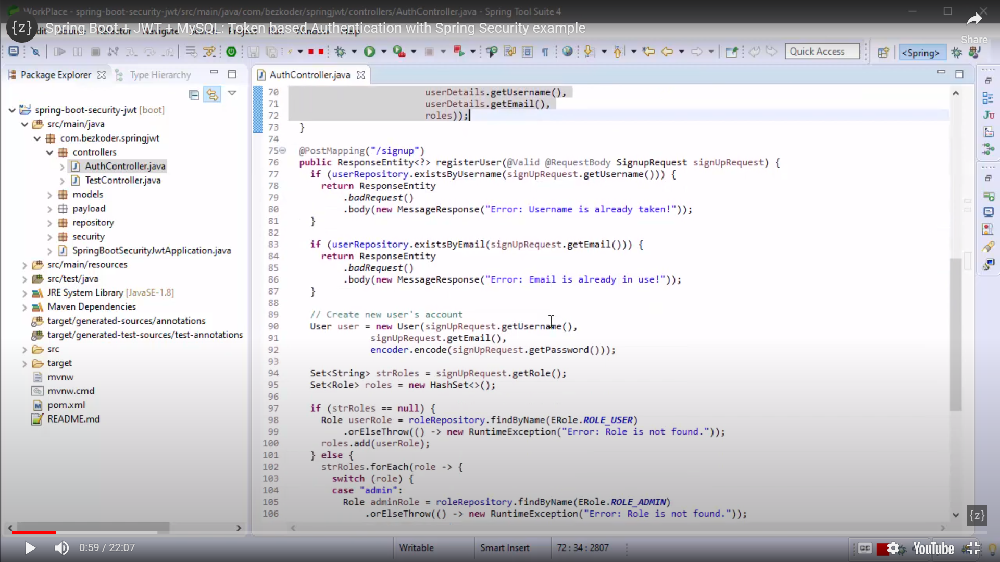 WorkPlace - spring-boot-security-jwt/src/main/java/com/bezkoder/springjwt/controllers/AuthController.java - Spring Tool Suite 4
{z} Spring Boot + JWT + MySQL: Token based Authentication with Spring Security example
Share
Quick Access
<Spring>
Package Explorer
Type Hierarchy
spring-boot-security-jwt [boot]
src/main/java
com.bezkoder.springjwt
controllers
AuthController.java
TestController.java
models
payload
repository
security
SpringBootSecurityJwtApplication.java
src/main/resources
src/test/java
JRE System Library [JavaSE-1.8]
Maven Dependencies
target/generated-sources/annotations
target/generated-test-sources/test-annotations
src
target
mvnw
mvnw.cmd
pom.xml
README.md
AuthController.java
70 userDetails.getUsername(),
71 userDetails.getEmail(),
72 roles));
73 }
74
75 @PostMapping("/signup")
76 public ResponseEntity<?> registerUser(@Valid @RequestBody SignupRequest signUpRequest) {
77 if (userRepository.existsByUsername(signUpRequest.getUsername())) {
78 return ResponseEntity
79 .badRequest()
80 .body(new MessageResponse("Error: Username is already taken!"));
81 }
82
83 if (userRepository.existsByEmail(signUpRequest.getEmail())) {
84 return ResponseEntity
85 .badRequest()
86 .body(new MessageResponse("Error: Email is already in use!"));
87 }
88
89 // Create new user's account
90 User user = new User(signUpRequest.getUsername(),
91 signUpRequest.getEmail(),
92 encoder.encode(signUpRequest.getPassword()));
93
94 Set<String> strRoles = signUpRequest.getRole();
95 Set<Role> roles = new HashSet<>();
96
97 if (strRoles == null) {
98 Role userRole = roleRepository.findByName(ERole.ROLE_USER)
99 .orElseThrow(() -> new RuntimeException("Error: Role is not found."));
100 roles.add(userRole);
101 } else {
102 strRoles.forEach(role -> {
103 switch (role) {
104 case "admin":
105 Role adminRole = roleRepository.findByName(ERole.ROLE_ADMIN)
106 .orElseThrow(() -> new RuntimeException("Error: Role is not found."));
JU
{z}
0:59 / 22:07
Writable
Smart Insert
72 : 34 : 2807
YouTube